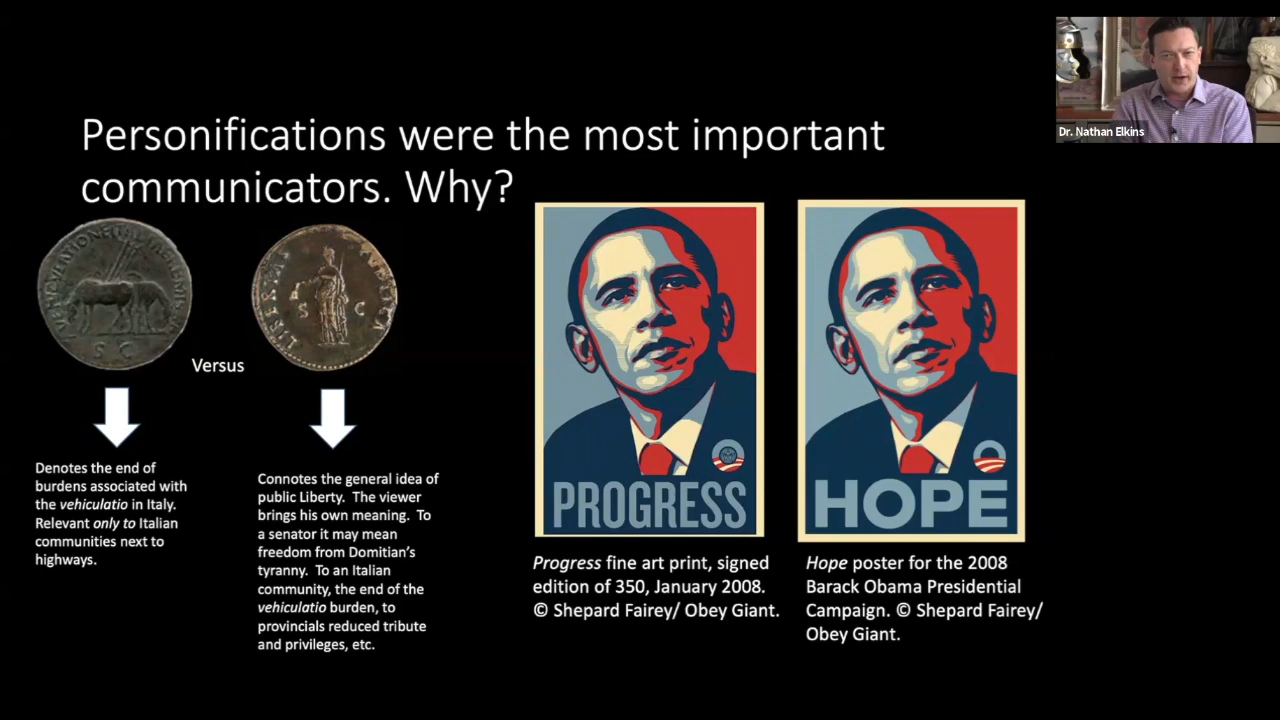 Dr. Nathan Elkins
Personifications were the most important
communicators. Why?
S C
S C
Versus
Denotes the end of
burdens associated with
the vehiculatio in Italy.
Relevant only to Italian
communities next to
highways.
Connotes the general idea of
public Liberty. The viewer
brings his own meaning. To
a senator it may mean
freedom from Domitian’s
tyranny. To an Italian
community, the end of the
vehiculatio burden, to
provincials reduced tribute
and privileges, etc.
PROGRESS
Progress fine art print, signed
edition of 350, January 2008.
© Shepard Fairey/ Obey Giant.
HOPE
Hope poster for the 2008
Barack Obama Presidential
Campaign. © Shepard Fairey/
Obey Giant.